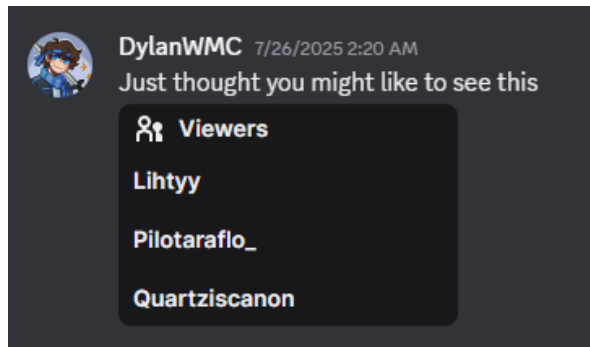 DylanWMC 7/26/2025 2:20 AM
Just thought you might like to see this
Viewers
Lihtyy
Pilotaraflo_
Quartziscanon